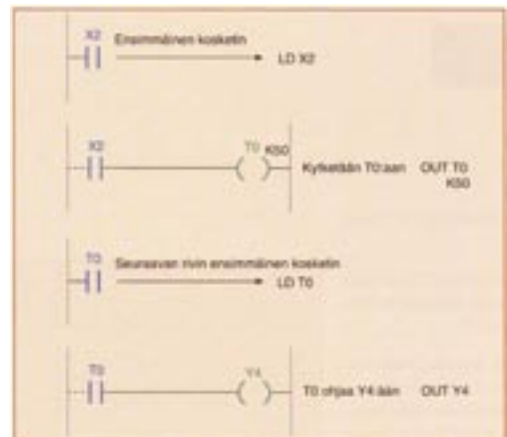 X2 Ensimmäinen kosketin
LD X2
X2 T0 K50
Kytketään T0:aan OUT T0
K50
T0 Seuraavan rivin ensimmäinen kosketin
LD T0
T0 Y4
T0 ohjaa Y4:ään OUT Y4